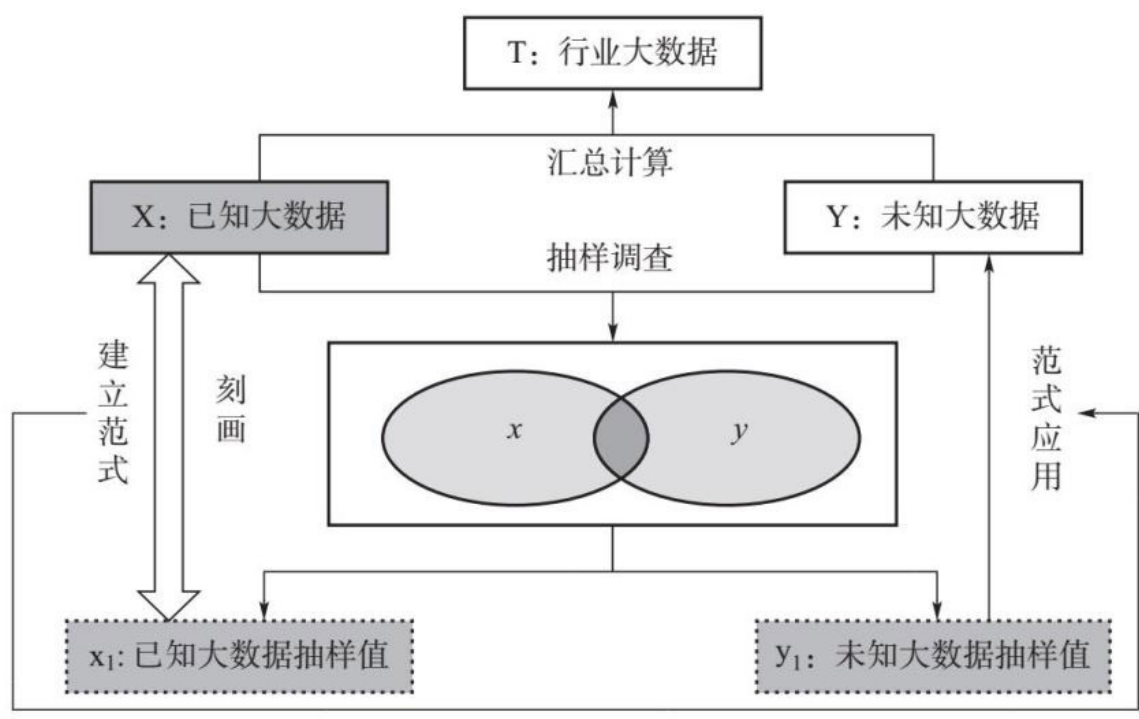 T：行业大数据
汇总计算
X：已知大数据
Y：未知大数据
抽样调查
建立范式
刻画
x
y
范式应用
x₁: 已知大数据抽样值
y₁：未知大数据抽样值